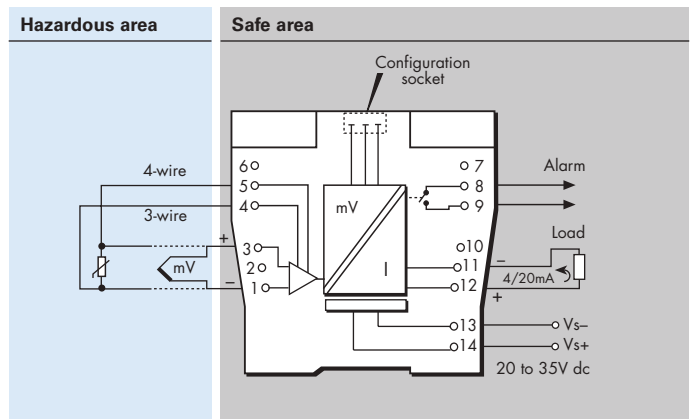 Hazardous area
Safe area
Configuration
socket
4-wire
3-wire
+
mV
–
6
5
4
3
2
1
mV
I
7
8
9
10
11
12
13
14
Alarm
Load
–
4/20mA
+
Vs–
Vs+
20 to 35V dc